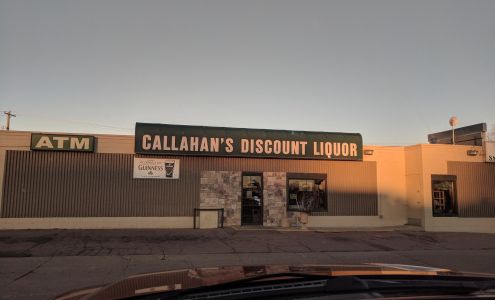 ATM
CALLAHAN'S DISCOUNT LIQUOR
GUINNESS